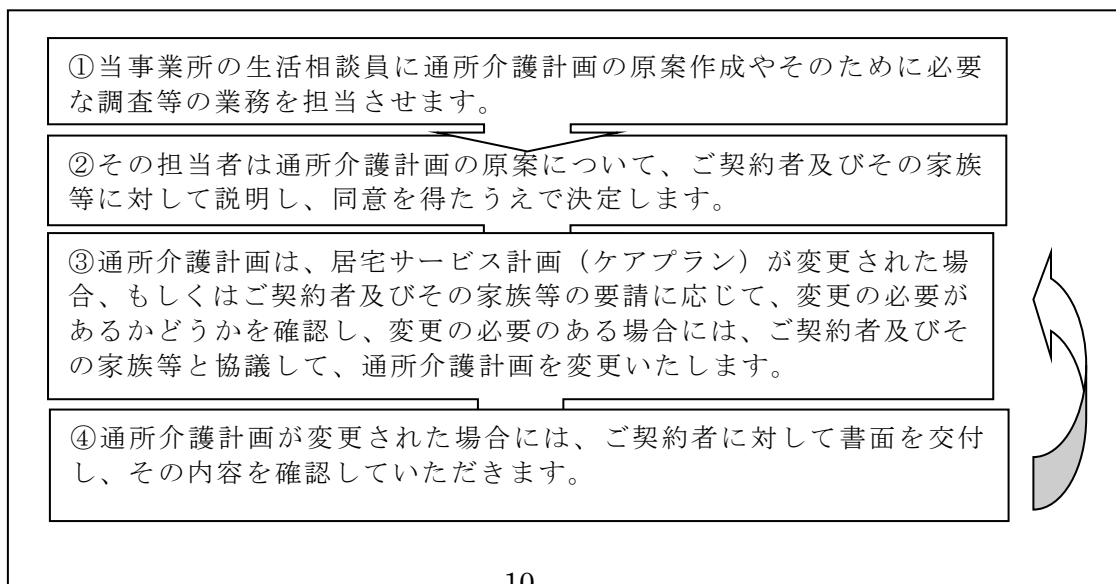 ①当事業所の生活相談員に通所介護計画の原案作成やそのために必要
な調査等の業務を担当させます。
②その担当者は通所介護計画の原案について、ご契約者及びその家族
等に対して説明し、同意を得たうえで決定します。
③通所介護計画は、居宅サービス計画（ケアプラン）が変更された場
合、もしくはご契約者及びその家族等の要請に応じて、変更の必要が
あるかどうかを確認し、変更の必要のある場合には、ご契約者及びそ
の家族等と協議して、通所介護計画を変更いたします。
④通所介護計画が変更された場合には、ご契約者に対して書面を交付
し、その内容を確認していただきます。
10